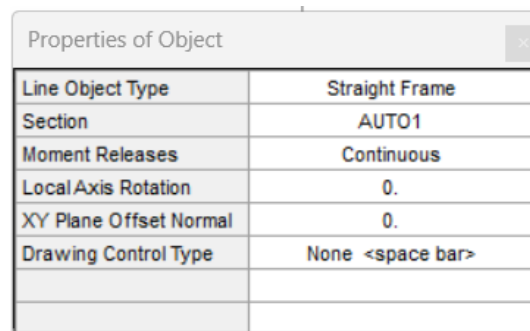 Properties of Object
Line Object Type Straight Frame
Section AUTO1
Moment Releases Continuous
Local Axis Rotation 0.
XY Plane Offset Normal 0.
Drawing Control Type None <space bar>